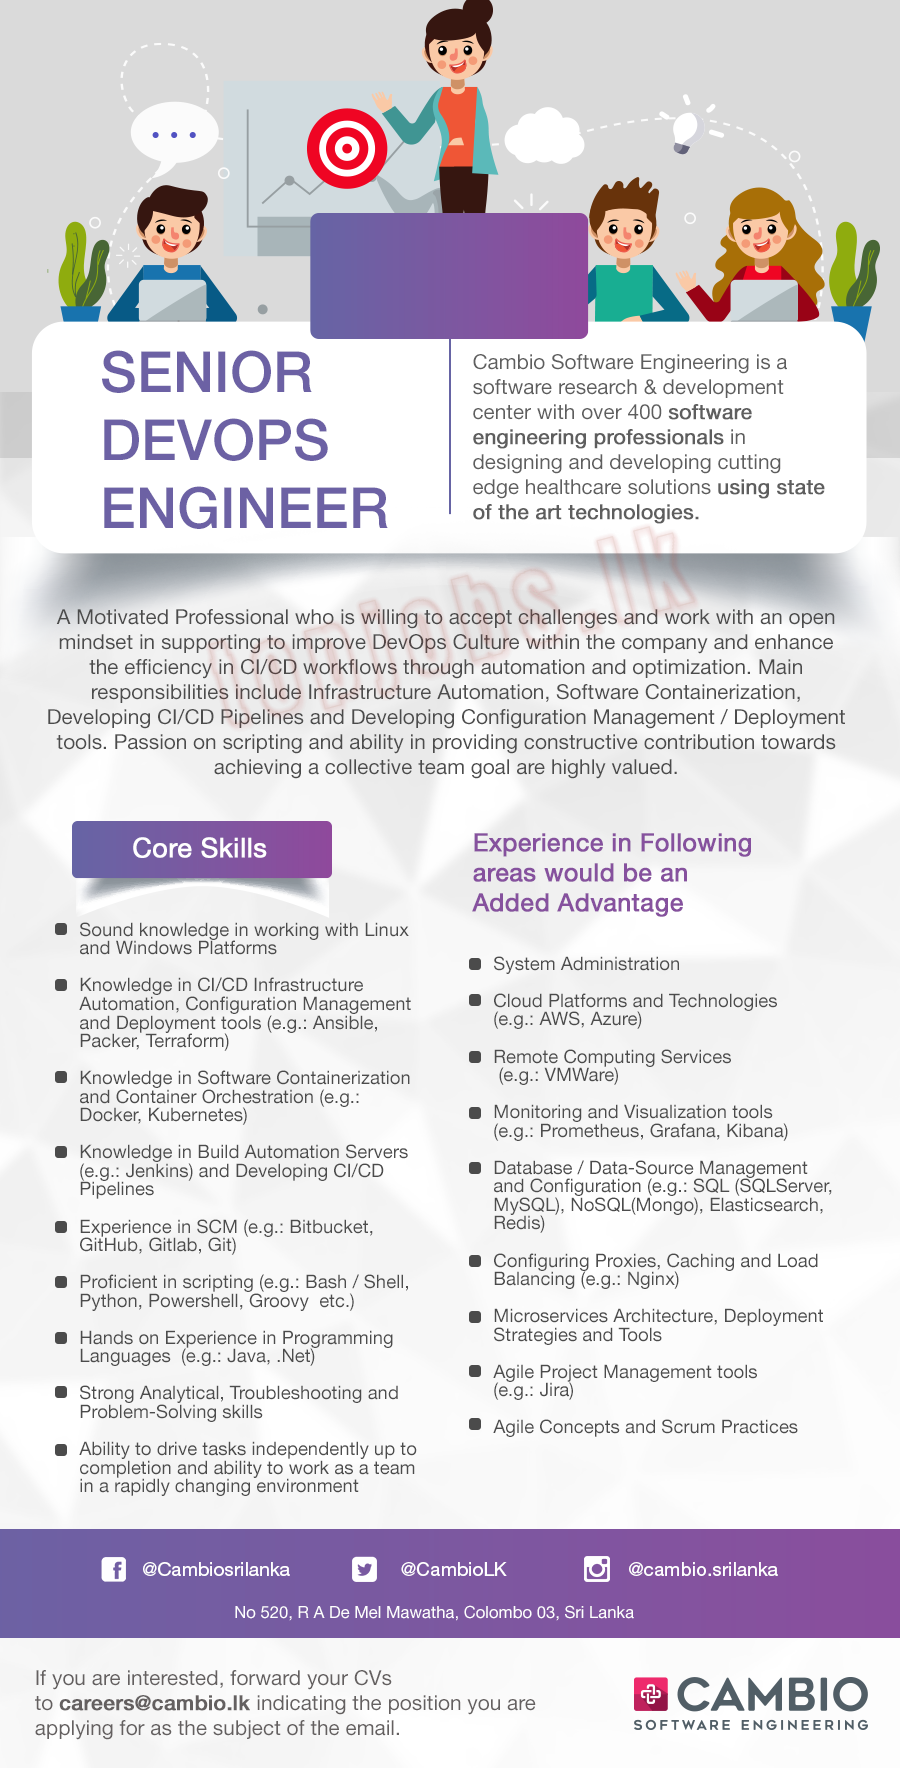 SENIOR
DEVOPS
ENGINEER
Cambio Software Engineering is a
software research & development
center with over 400 software
engineering professionals in
designing and developing cutting
edge healthcare solutions using state
of the art technologies.
topjobs.lk
A Motivated Professional who is willing to accept challenges and work with an open
mindset in supporting to improve DevOps Culture within the company and enhance
the efficiency in CI/CD workflows through automation and optimization. Main
responsibilities include Infrastructure Automation, Software Containerization,
Developing CI/CD Pipelines and Developing Configuration Management / Deployment
tools. Passion on scripting and ability in providing constructive contribution towards
achieving a collective team goal are highly valued.
Core Skills
Sound knowledge in working with Linux
and Windows Platforms
Knowledge in CI/CD Infrastructure
Automation, Configuration Management
and Deployment tools (e.g.: Ansible,
Packer, Terraform)
Knowledge in Software Containerization
and Container Orchestration (e.g.:
Docker, Kubernetes)
Knowledge in Build Automation Servers
(e.g.: Jenkins) and Developing CI/CD
Pipelines
Experience in SCM (e.g.: Bitbucket,
GitHub, Gitlab, Git)
Proficient in scripting (e.g.: Bash / Shell,
Python, Powershell, Groovy  etc.)
Hands on Experience in Programming
Languages  (e.g.: Java, .Net)
Strong Analytical, Troubleshooting and
Problem-Solving skills
Ability to drive tasks independently up to
completion and ability to work as a team
in a rapidly changing environment
Experience in Following
areas would be an
Added Advantage
System Administration
Cloud Platforms and Technologies
(e.g.: AWS, Azure)
Remote Computing Services
(e.g.: VMWare)
Monitoring and Visualization tools
(e.g.: Prometheus, Grafana, Kibana)
Database / Data-Source Management
and Configuration (e.g.: SQL (SQLServer,
MySQL), NoSQL(Mongo), Elasticsearch,
Redis)
Configuring Proxies, Caching and Load
Balancing (e.g.: Nginx)
Microservices Architecture, Deployment
Strategies and Tools
Agile Project Management tools
(e.g.: Jira)
Agile Concepts and Scrum Practices
@Cambiosrilanka
@CambioLK
@cambio.srilanka
No 520, R A De Mel Mawatha, Colombo 03, Sri Lanka
If you are interested, forward your CVs
to careers@cambio.lk indicating the position you are
applying for as the subject of the email.
CAMBIO
SOFTWARE ENGINEERING